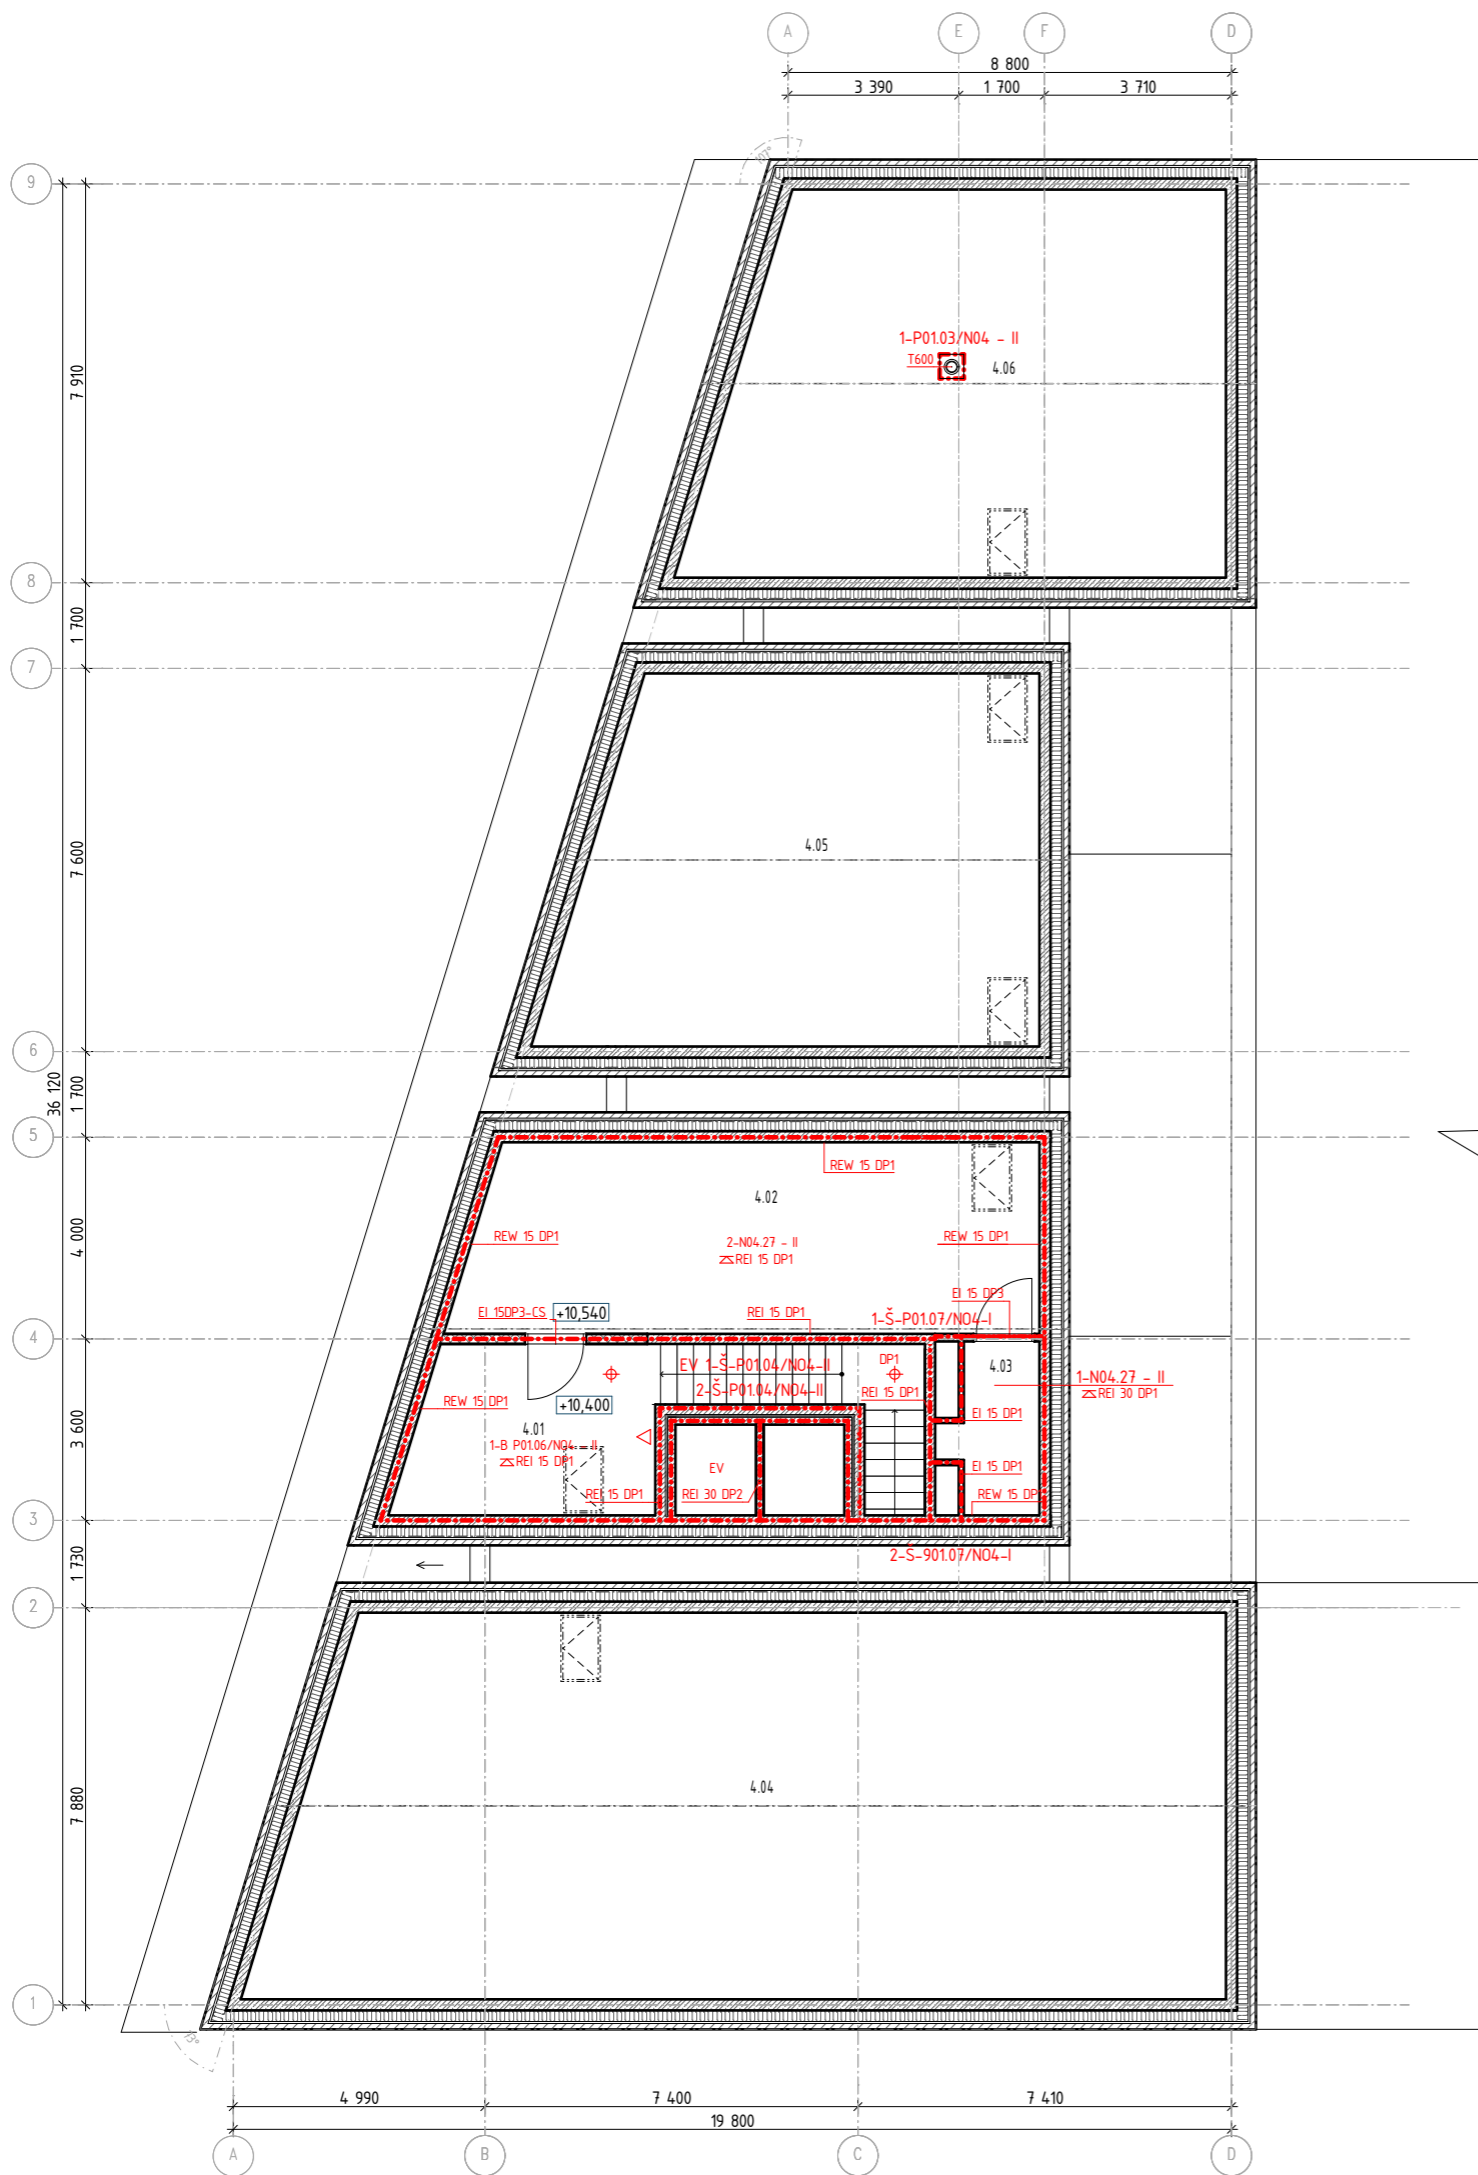 A
E
F
D
8 800
3 390
1 700
3 710
107°
9
1-P01.03/N04 - II
T600
4.06
7 910
8
1 700
7
7 600
4.05
6
36 120
1 700
5
REW 15 DP1
4.02
4 000
REW 15 DP1
2-N04.27 - II
REI 15 DP1
REW 15 DP1
EI 15 DP3
EI 15DP3-CS
+10,540
REI 15 DP1
1-Š-P01.07/NO4-I
4
EV 1-Š-P01.04/NO4-II
DP1
4.03
1-N04.27 - II
2-Š-P01.04/NO4-II
REI 15 DP1
REI 30 DP1
REW 15 DP1
+10,400
EI 15 DP1
3 600
4.01
1-B P01.06/NO4 - II
REI 15 DP1
EV
EI 15 DP1
REI 15 DP1
REI 30 DP2
REW 15 DP
3
2-Š-901.07/NO4-I
1 730
2
4.04
7 880
1
73°
4 990
7 400
7 410
19 800
A
B
C
D